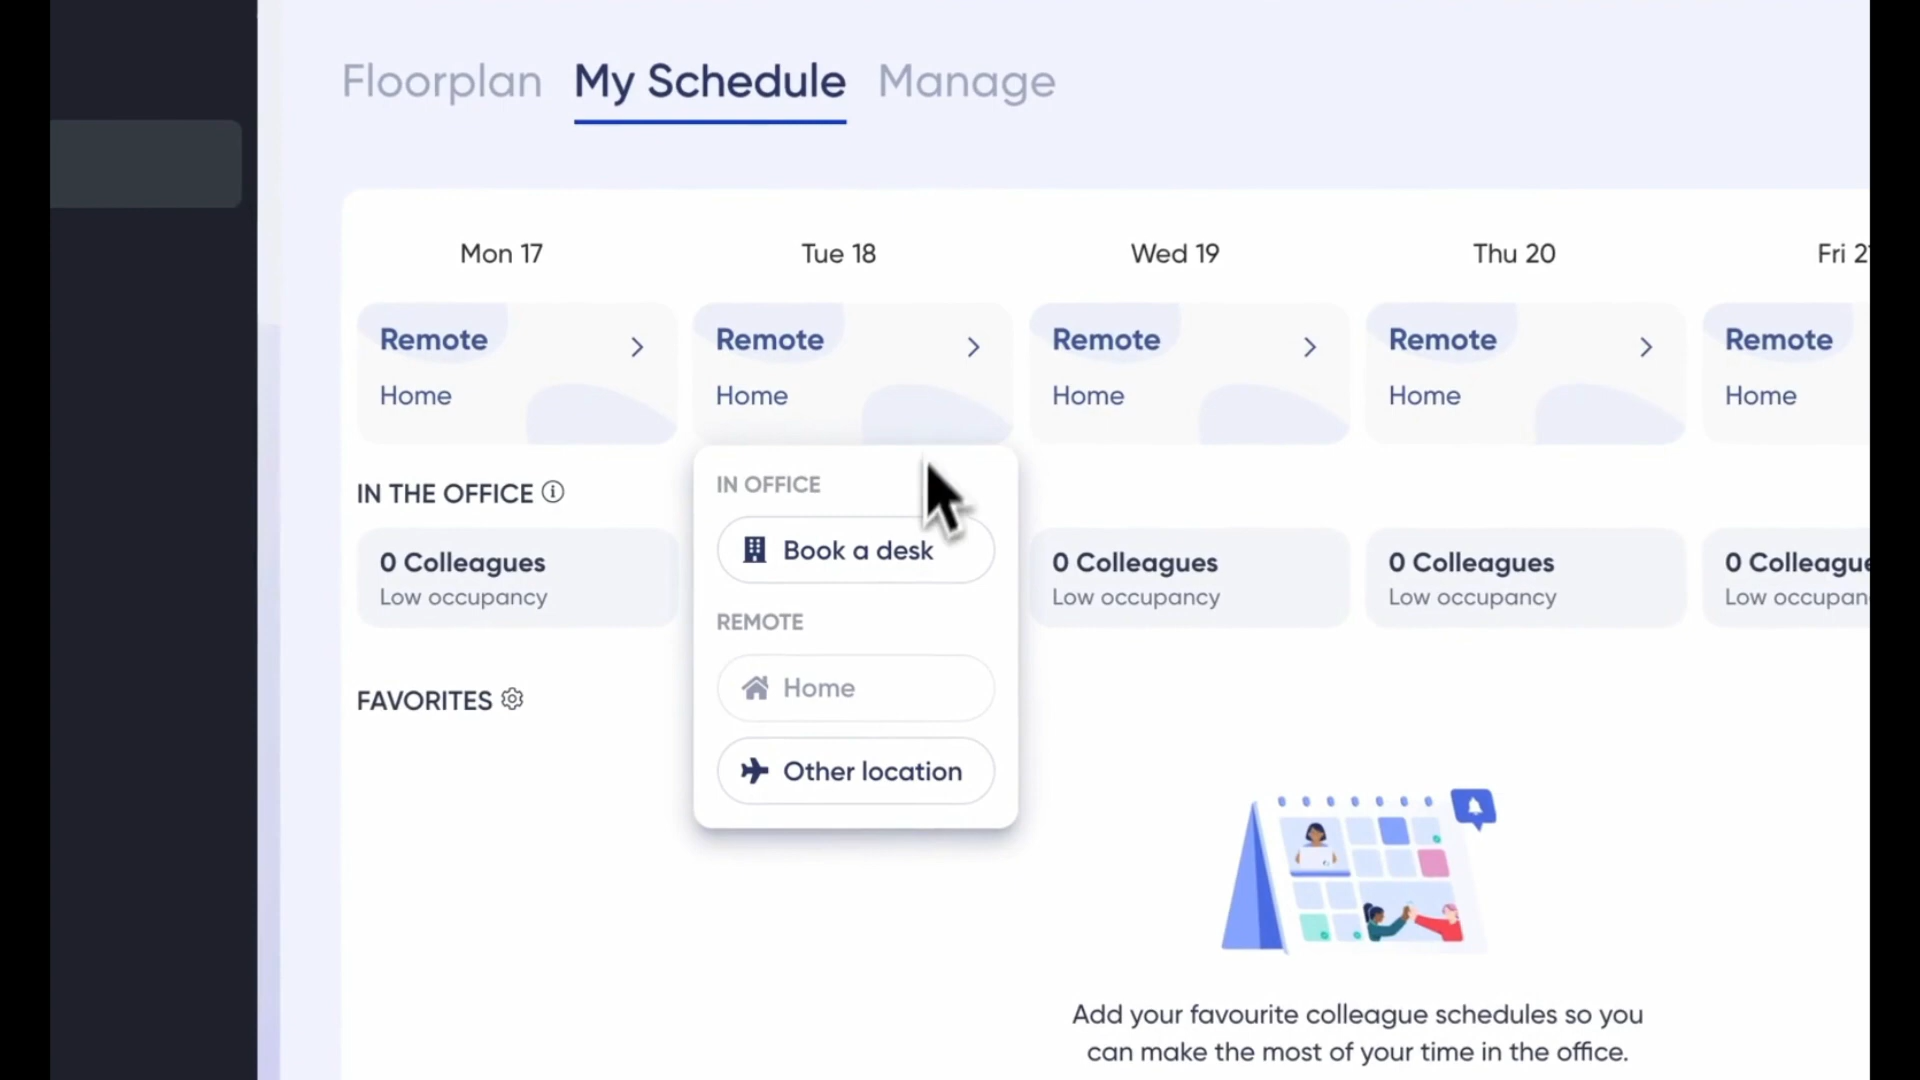 Floorplan My Schedule Manage
Mon 17 Tue 18 Wed 19 Thu 20 Fri
Remote Remote Remote Remote Remote
Home Home Home Home Home
IN OFFICE
IN THE OFFICE
Book a desk
0 Colleagues 0 Colleagues 0 Colleagues 0
Low occupancy Low occupancy Low occupancy Low
REMOTE
Home
FAVORITES
Other location
Add your favourite colleague schedules so you
can make the most of your time in the office.